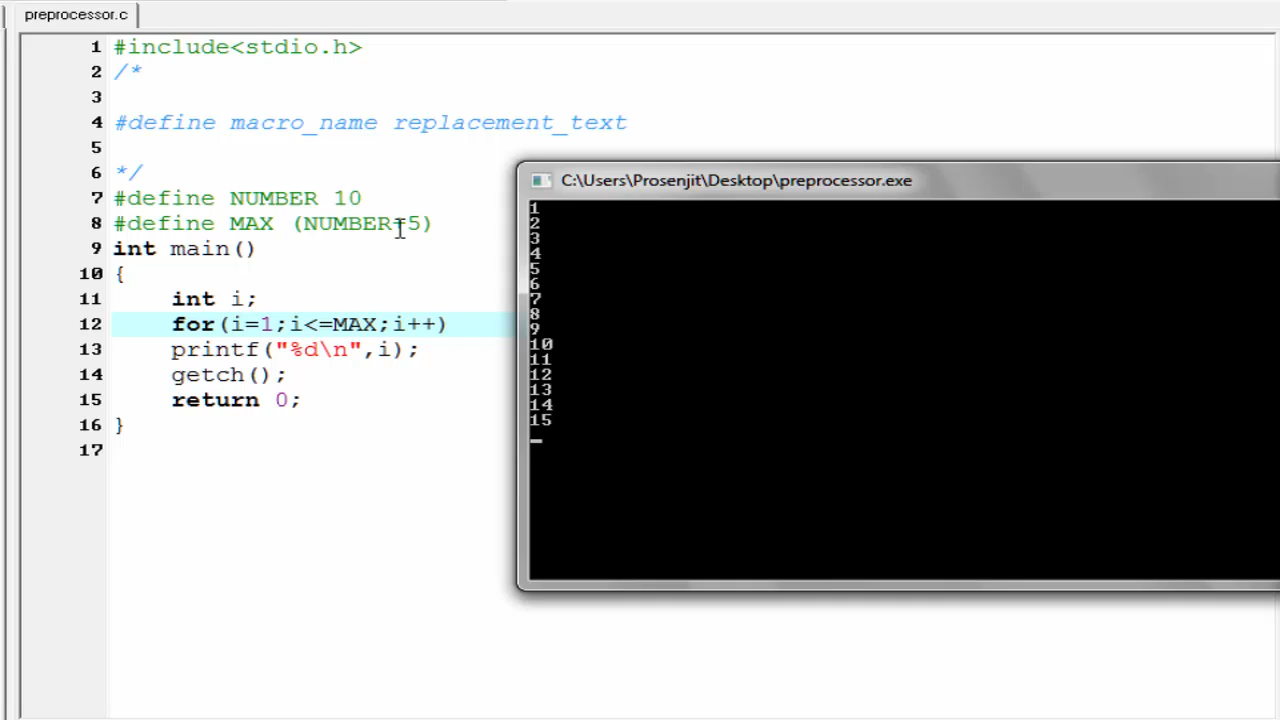 preprocessor.c
1 #include<stdio.h>
2 /*
3
4 #define macro_name replacement_text
5
6 */
7 #define NUMBER 10
8 #define MAX (NUMBER+5)
9 int main()
10 {
11 int i;
12 for(i=1;i<=MAX;i++)
13 printf("%d\n",i);
14 getch();
15 return 0;
16 }
17
C:\Users\Prosenjit\Desktop\preprocessor.exe
1
2
3
4
5
6
7
8
9
10
11
12
13
14
15